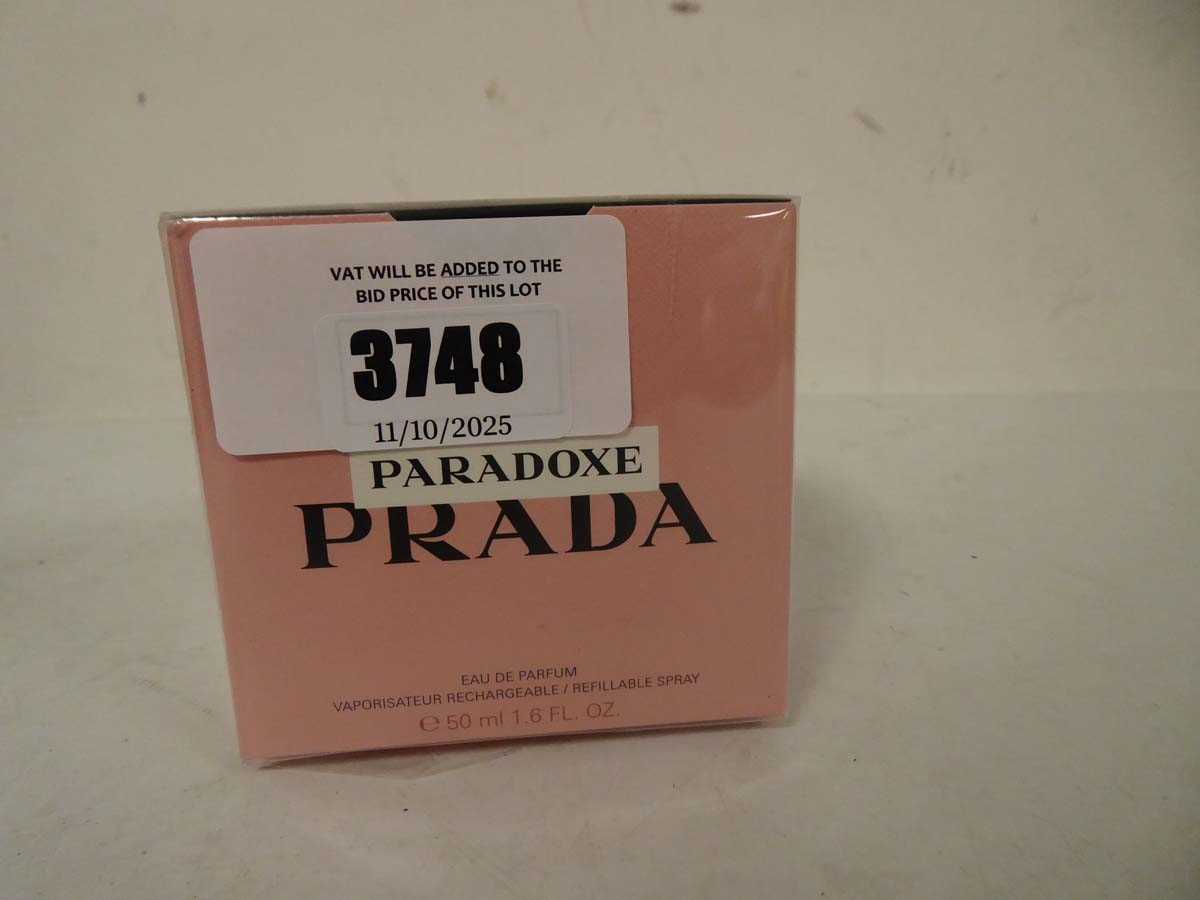 VAT WILL BE ADDED TO THE
BID PRICE OF THIS LOT
3748
11/10/2025
PARADOXE
PRADA
EAU DE PARFUM
VAPORISATEUR RECHARGEABLE / REFILLABLE SPRAY
℮ 50 ml 1.6 FL. OZ.